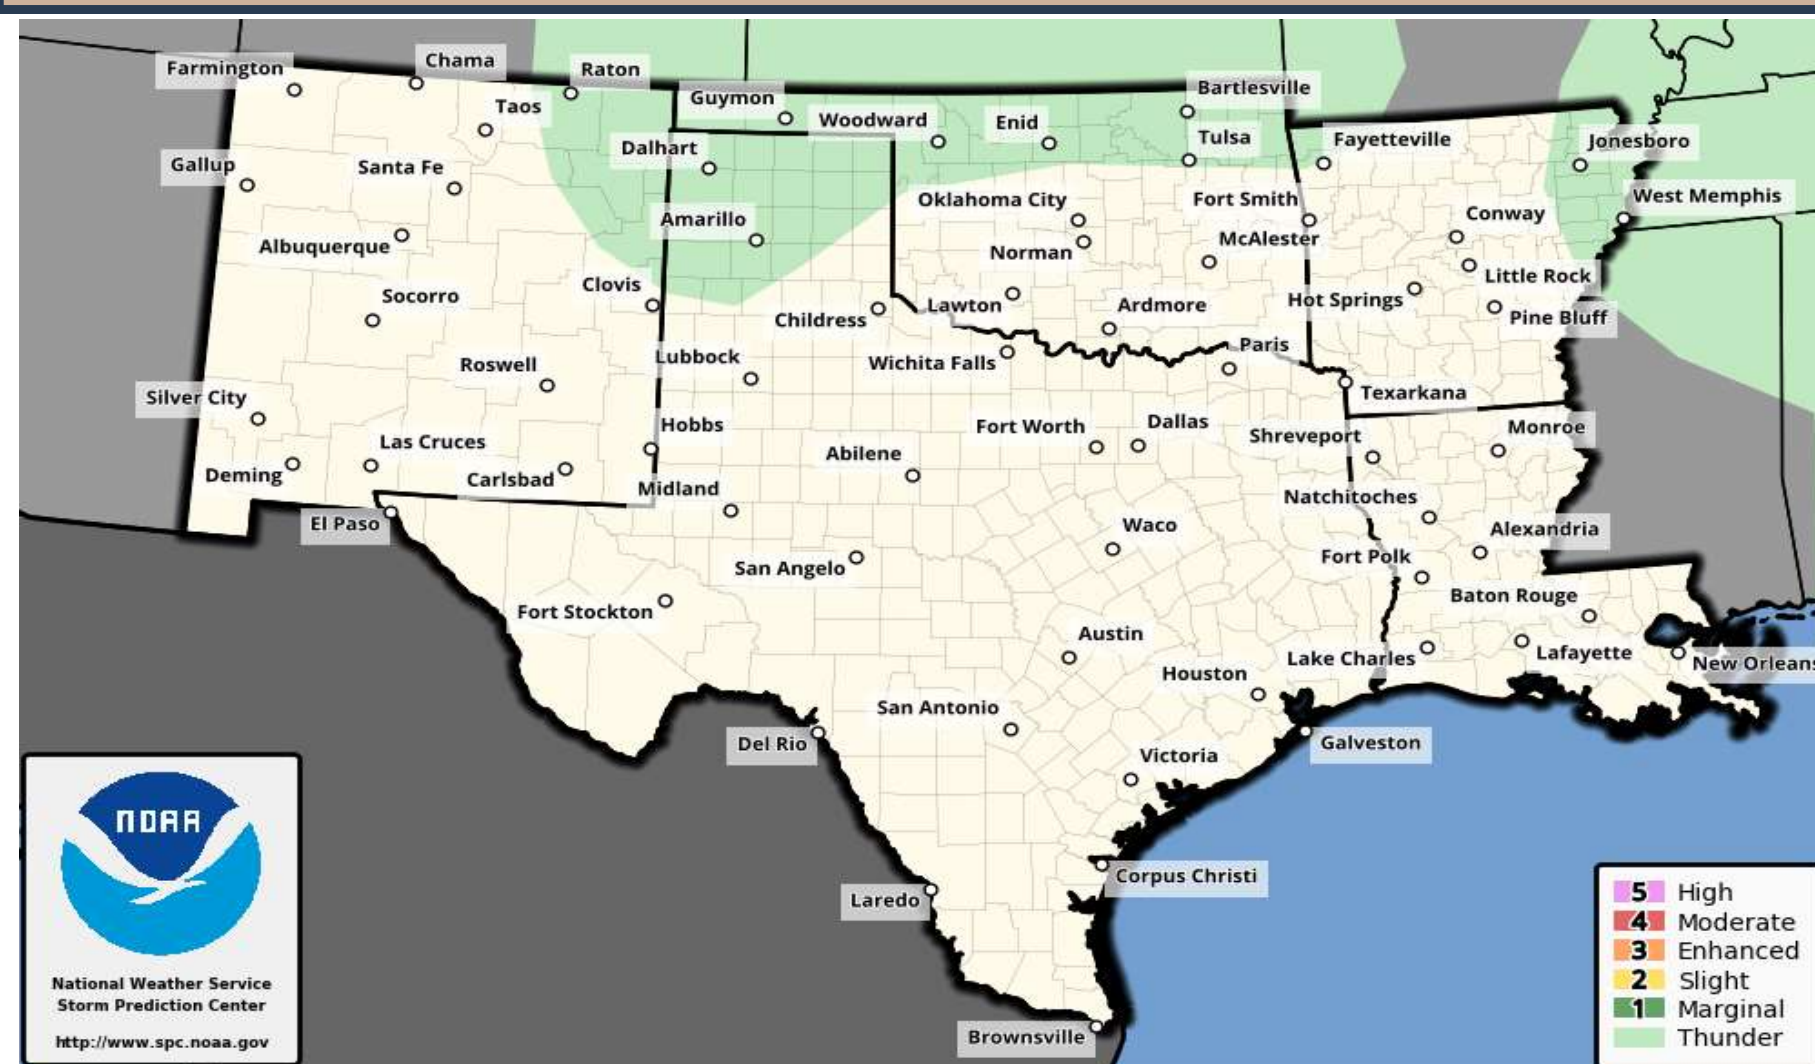 Farmington
Chama
Raton
Taos
Guymon
Woodward
Enid
Bartlesville
Tulsa
Fayetteville
Jonesboro
Gallup
Santa Fe
Dalhart
Amarillo
Oklahoma City
Fort Smith
West Memphis
Conway
Albuquerque
Norman
McAlester
Little Rock
Socorro
Clovis
Childress
Lawton
Ardmore
Hot Springs
Pine Bluff
Roswell
Lubbock
Wichita Falls
Paris
Silver City
Texarkana
Las Cruces
Hobbs
Fort Worth
Dallas
Shreveport
Monroe
Deming
Carlsbad
Midland
Abilene
Natchitoches
El Paso
Waco
Alexandria
San Angelo
Fort Polk
Fort Stockton
Baton Rouge
Austin
Houston
Lake Charles
Lafayette
New Orleans
San Antonio
Del Rio
Galveston
Victoria
Corpus Christi
Laredo
Brownsville
NOAA
National Weather Service
Storm Prediction Center
http://www.spc.noaa.gov
5 High
4 Moderate
3 Enhanced
2 Slight
1 Marginal
Thunder